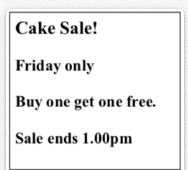 Cake Sale!
Friday only
Buy one get one free.
Sale ends 1.00pm